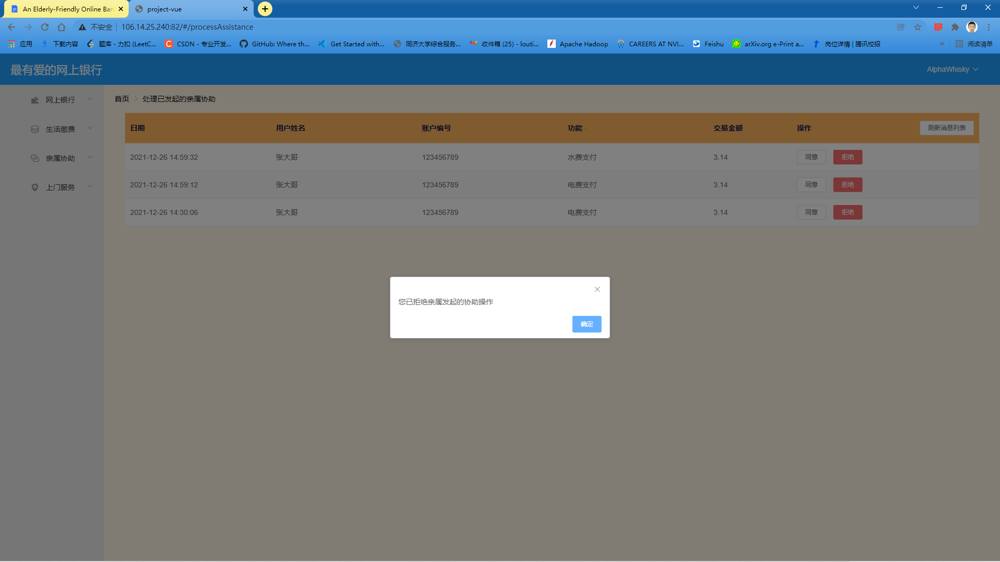 An Elderly-Friendly Online Ban
project-vue
不安全
106.14.25.240:82/#/processAssistance
应用
下载内容
题库 - 力扣 (LeetC...
CSDN - 专业开发...
GitHub: Where th...
Get Started with...
同济大学综合服务...
收件箱 (25) - louti...
Apache Hadoop
CAREERS AT NVI...
Feishu
arXiv.org e-Print a...
岗位详情 | 腾讯校招
»
阅读清单
最有爱的网上银行
AlphaWhisky
网上银行
生活缴费
亲属协助
上门服务
首页 > 处理已发起的亲属协助
日期 用户姓名 账户编号 功能 交易金额 操作 刷新消息列表
2021-12-26 14:59:32 张大哥 123456789 水费支付 3.14 同意 拒绝
2021-12-26 14:59:12 张大哥 123456789 电费支付 3.14 同意 拒绝
2021-12-26 14:30:06 张大哥 123456789 电费支付 3.14 同意 拒绝
您已拒绝亲属发起的协助操作
确定